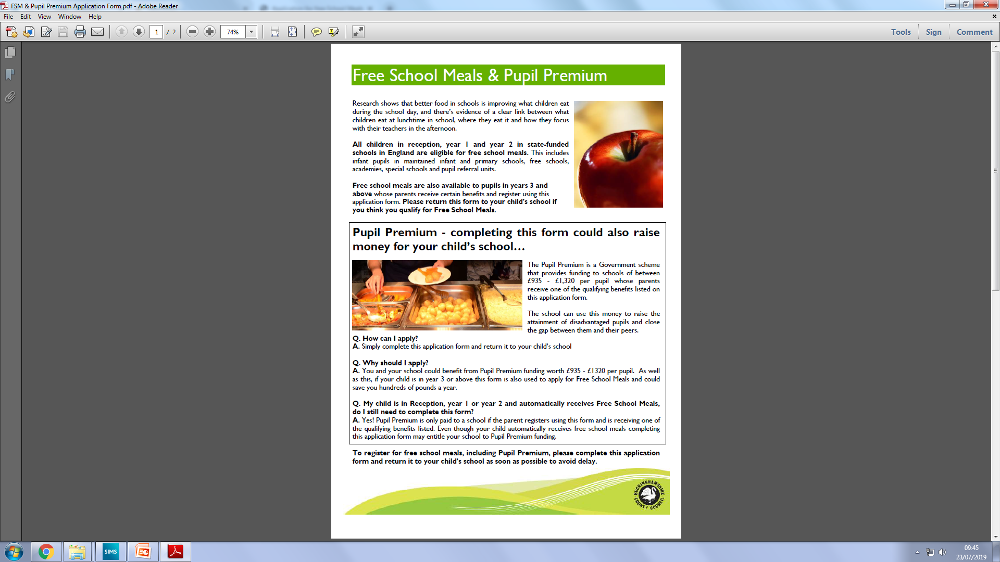 FSM & Pupil Premium Application Form.pdf - Adobe Reader
File Edit View Window Help
1 / 2 74% Tools Sign Comment
Free School Meals & Pupil Premium
Research shows that better food in schools is improving what children eat
during the school day, and there's evidence of a clear link between what
children eat at lunchtime in school, where they eat it and how they focus
with their teachers in the afternoon.
All children in reception, year 1 and year 2 in state-funded
schools in England are eligible for free school meals. This includes
infant pupils in maintained infant and primary schools, free schools,
academies, special schools and pupil referral units.
Free school meals are also available to pupils in years 3 and
above whose parents receive certain benefits and register using this
application form. Please return this form to your child's school if
you think you qualify for Free School Meals.
Pupil Premium - completing this form could also raise
money for your child's school...
The Pupil Premium is a Government scheme
that provides funding to schools of between
£935 - £1,320 per pupil whose parents
receive one of the qualifying benefits listed on
this application form.
The school can use this money to raise the
attainment of disadvantaged pupils and close
the gap between them and their peers.
Q. How can I apply?
A. Simply complete this application form and return it to your child's school
Q. Why should I apply?
A. You and your school could benefit from Pupil Premium funding worth £935 - £1320 per pupil. As well
as this, if your child is in year 3 or above this form is also used to apply for Free School Meals and could
save you hundreds of pounds a year.
Q. My child is in Reception, year 1 or year 2 and automatically receives Free School Meals,
do I still need to complete this form?
A. Yes! Pupil Premium is only paid to a school if the parent registers using this form and is receiving one of
the qualifying benefits listed. Even though your child automatically receives free school meals completing
this application form may entitle your school to Pupil Premium funding.
To register for free school meals, including Pupil Premium, please complete this application
form and return it to your child's school as soon as possible to avoid delay.
BUCKINGHAMSHIRE
COUNTY COUNCIL
SIMS
09:45
23/07/2019